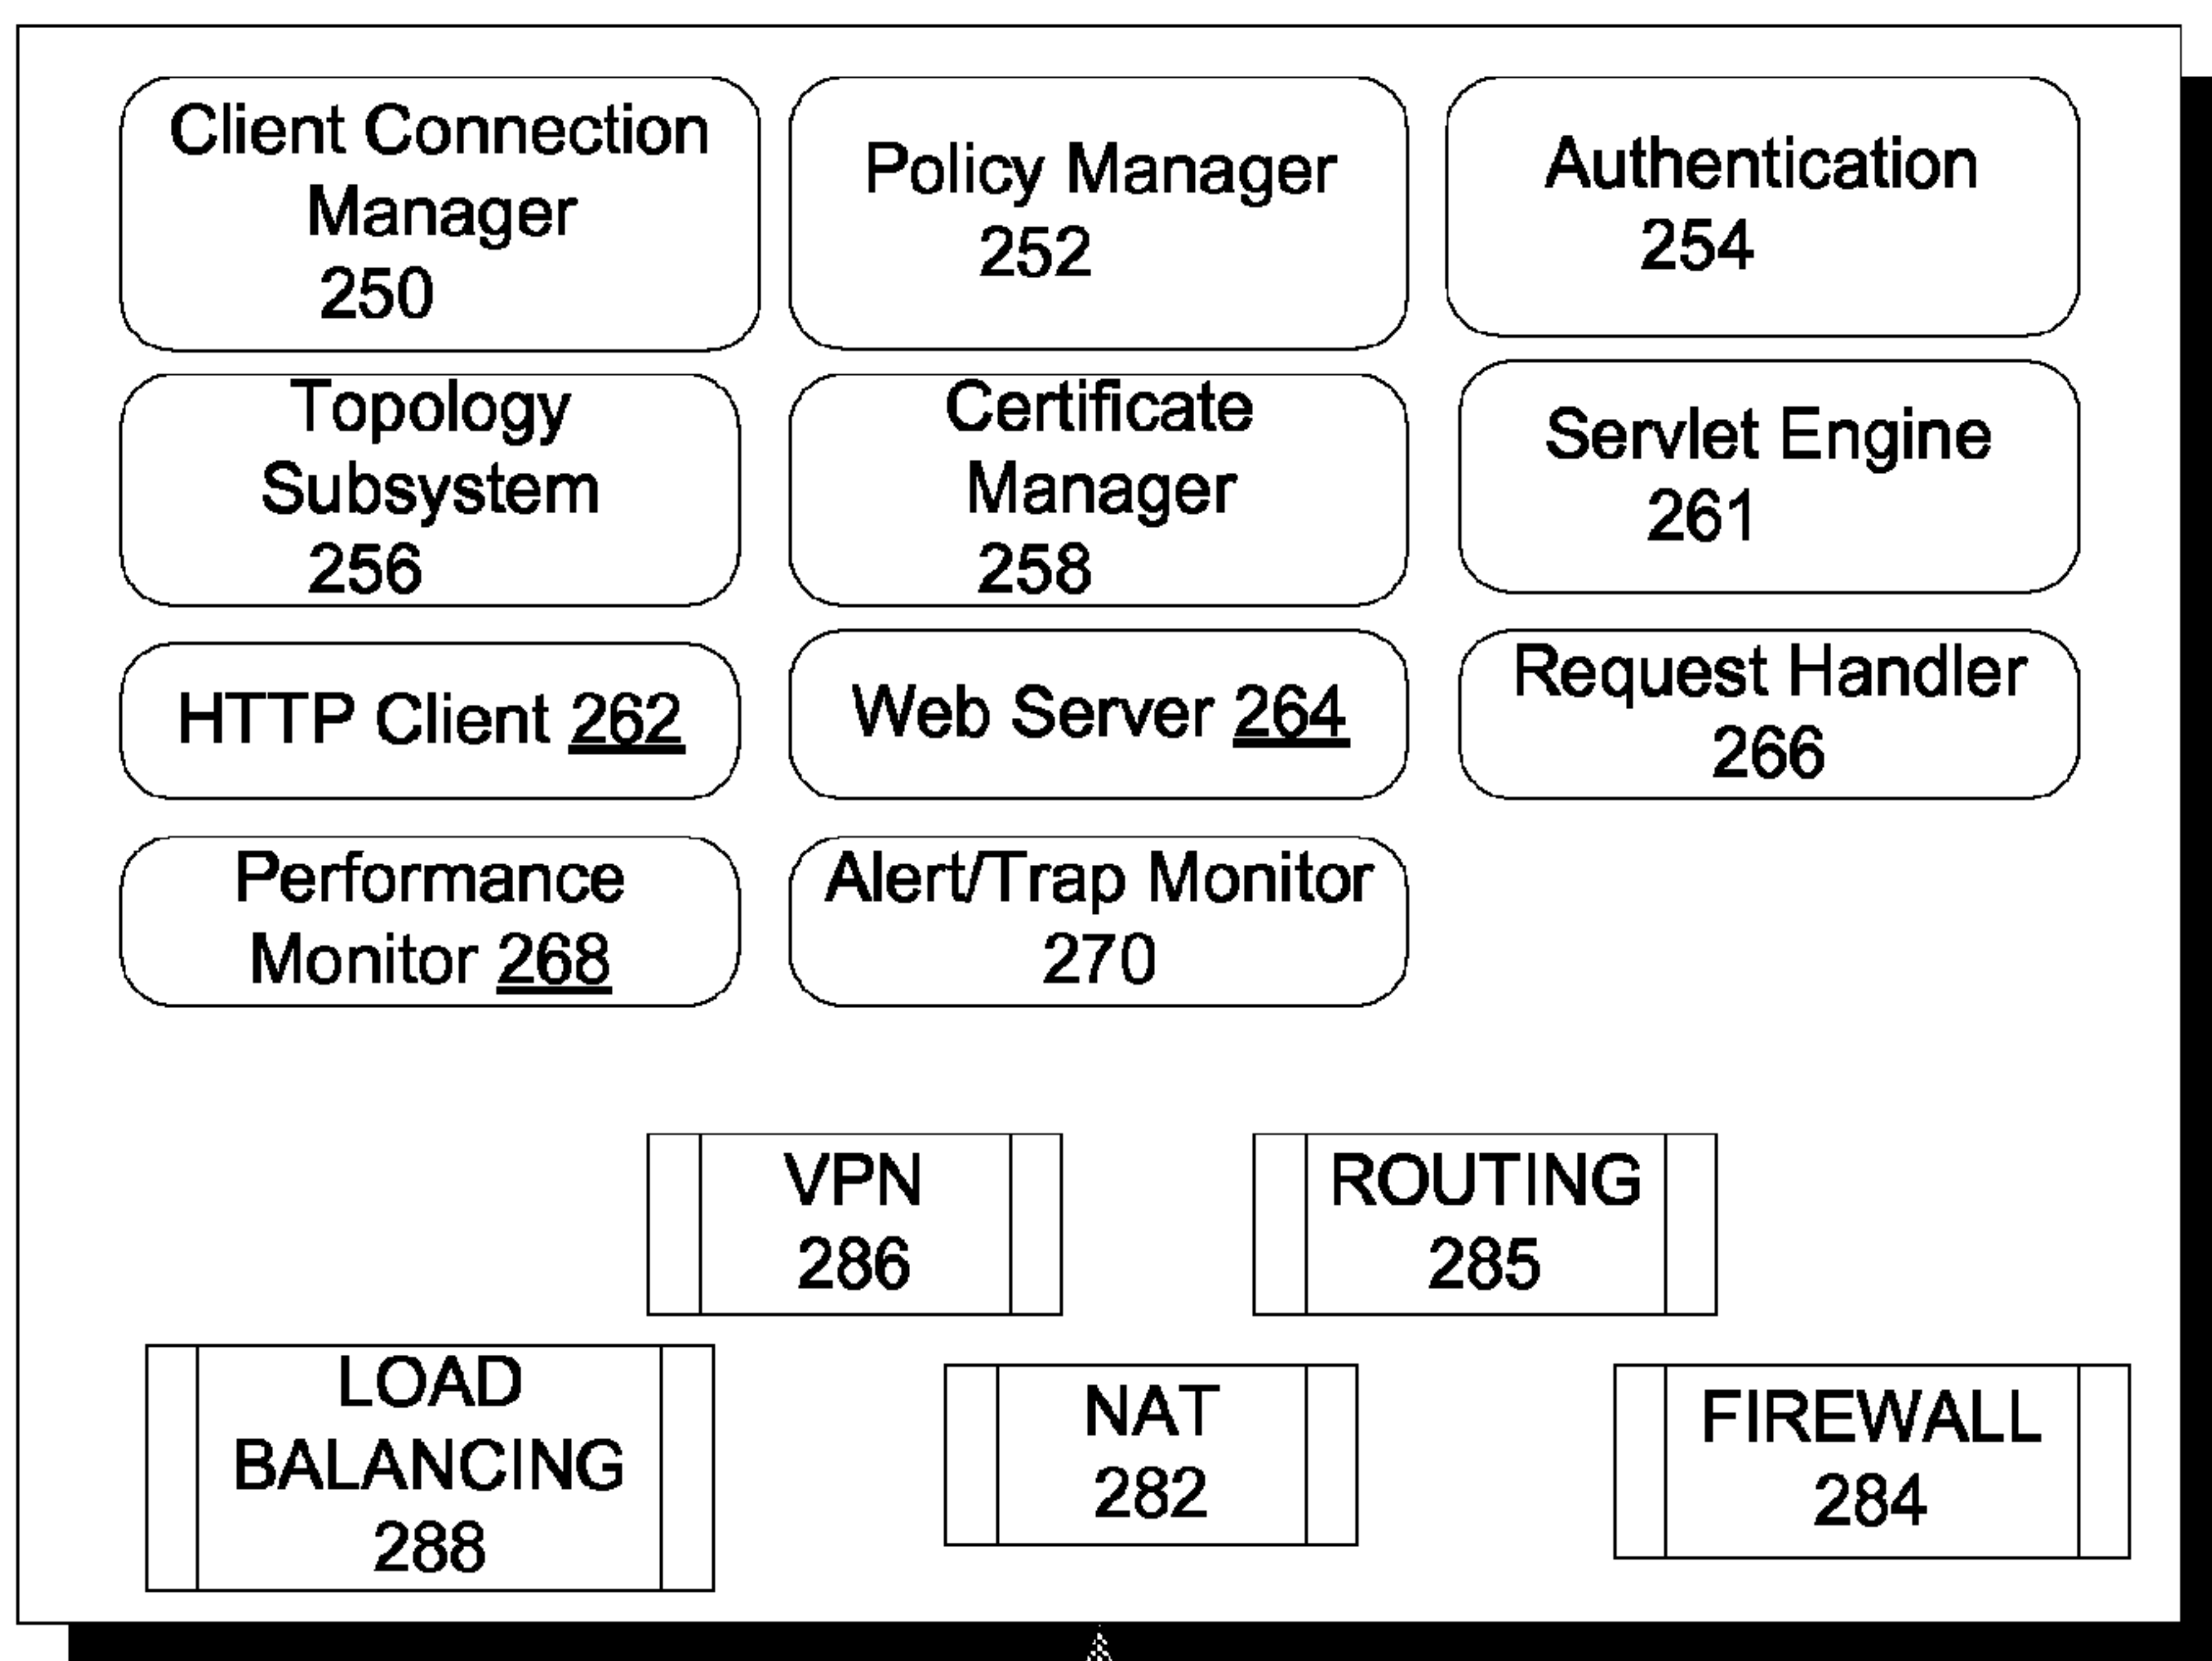 Client Connection
Manager
250
Policy Manager
252
Authentication
254
Topology
Subsystem
256
Certificate
Manager
258
Servlet Engine
261
HTTP Client 262
Web Server 264
Request Handler
266
Performance
Monitor 268
Alert/Trap Monitor
270
VPN
286
ROUTING
285
LOAD
BALANCING
288
NAT
282
FIREWALL
284